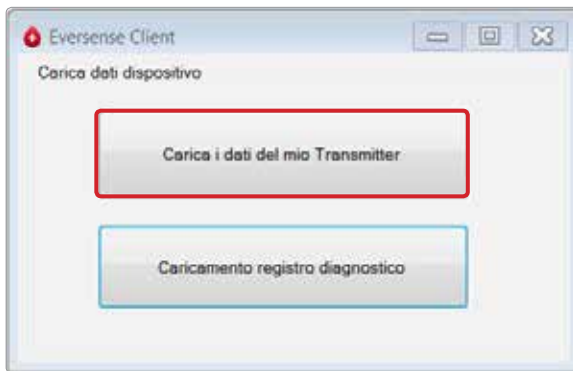 Eversense Client
Carica dati dispositivo
Carica i dati del mio Transmitter
Caricamento registro diagnostico